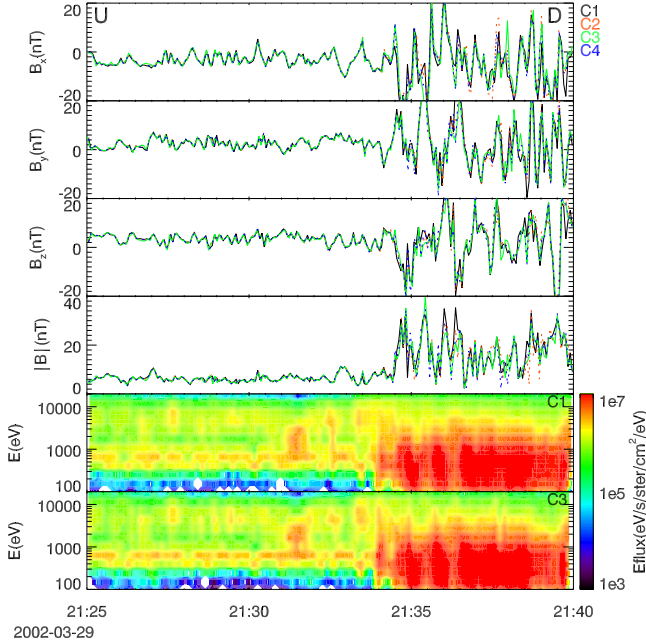 U D
C1
C2
C3
C4
Bx(nT)
20
0
-20
By(nT)
20
0
-20
Bz(nT)
20
0
-20
|B|(nT)
40
20
0
C1
E(eV)
10000
1000
100
C3
E(eV)
10000
1000
100
1e7
1e5
1e3
Eflux(eV/s/ster/cm²/eV)
21:25 21:30 21:35 21:40
2002-03-29